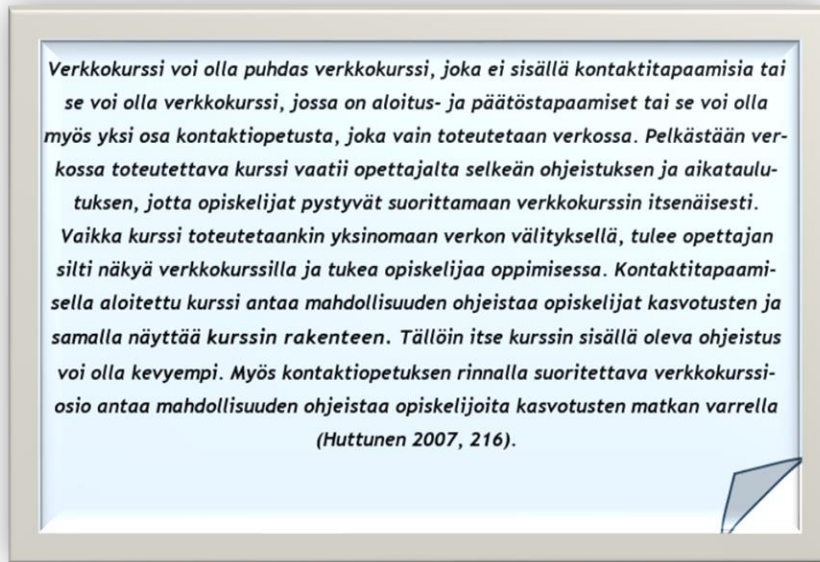 Verkkokurssi voi olla puhdas verkkokurssi, joka ei sisällä kontaktitapaamisia tai
se voi olla verkkokurssi, jossa on aloitus- ja päätöstapaamiset tai se voi olla
myös yksi osa kontaktiopetusta, joka vain toteutetaan verkossa. Pelkästään ver-
kossa toteutettava kurssi vaatii opettajalta selkeän ohjeistuksen ja aikataulu-
tuksen, jotta opiskelijat pystyvät suorittamaan verkkokurssin itsenäisesti.
Vaikka kurssi toteutetaankin yksinomaan verkon välityksellä, tulee opettajan
silti näkyä verkkokurssilla ja tukea opiskelijaa oppimisessa. Kontaktitapaami-
sella aloitettu kurssi antaa mahdollisuuden ohjeistaa opiskelijat kasvotusten ja
samalla näyttää kurssin rakenteen. Tällöin itse kurssin sisällä oleva ohjeistus
voi olla kevyempi. Myös kontaktiopetuksen rinnalla suoritettava verkkokurssi-
osio antaa mahdollisuuden ohjeistaa opiskelijoita kasvotusten matkan varrella
(Huttunen 2007, 216).